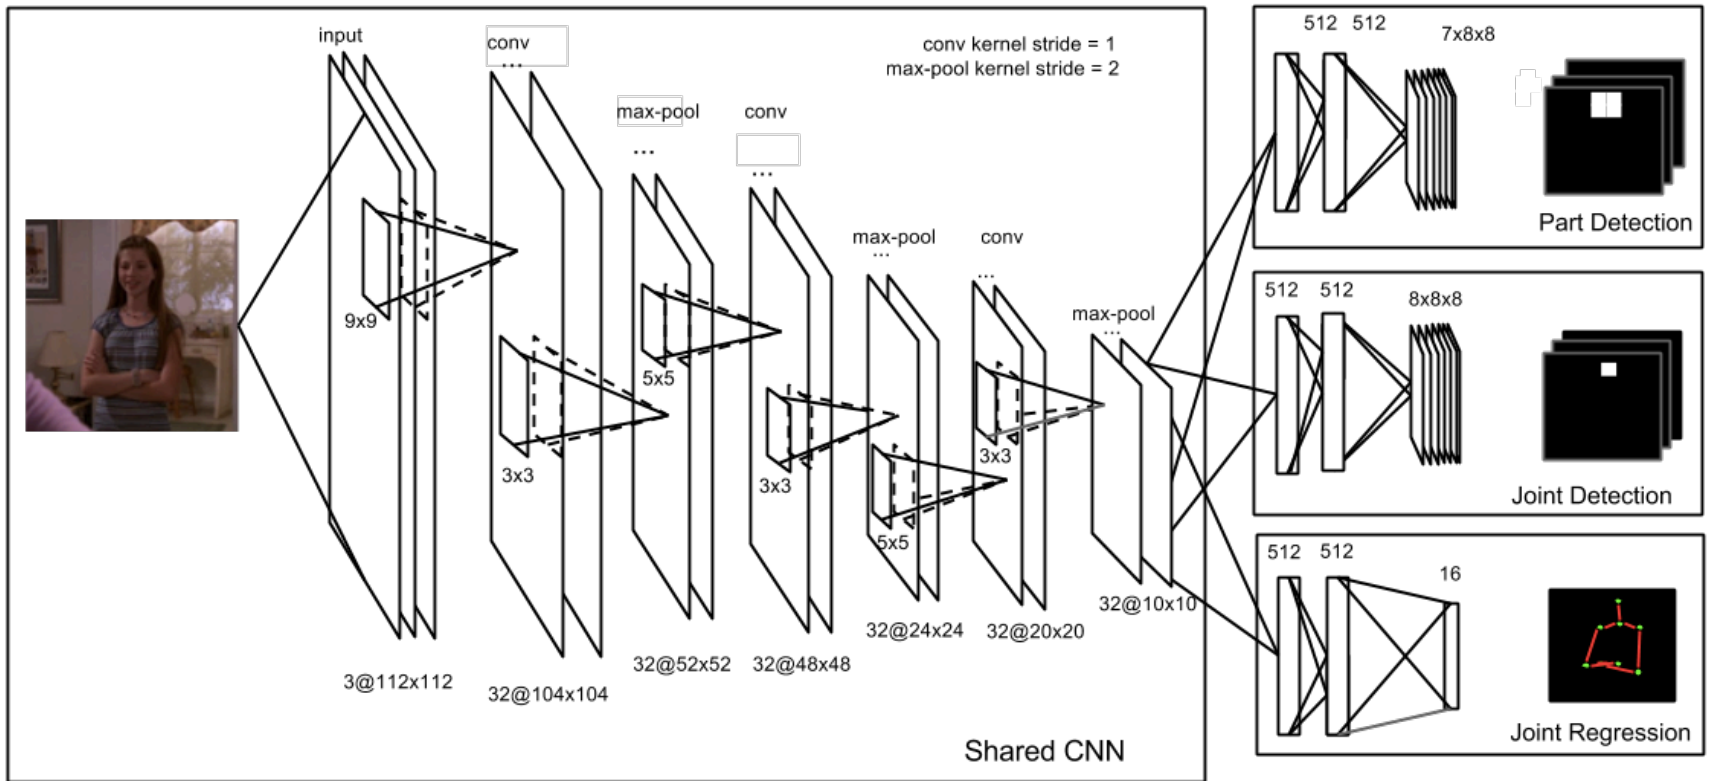 input
conv
...
conv kernel stride = 1
max-pool kernel stride = 2
max-pool
...
conv
...
max-pool
...
conv
...
max-pool
...
9x9
3x3
5x5
3x3
5x5
3x3
3@112x112
32@104x104
32@52x52
32@48x48
32@24x24
32@20x20
32@10x10
Shared CNN
512 512
7x8x8
Part Detection
512 512
8x8x8
Joint Detection
512 512
16
Joint Regression